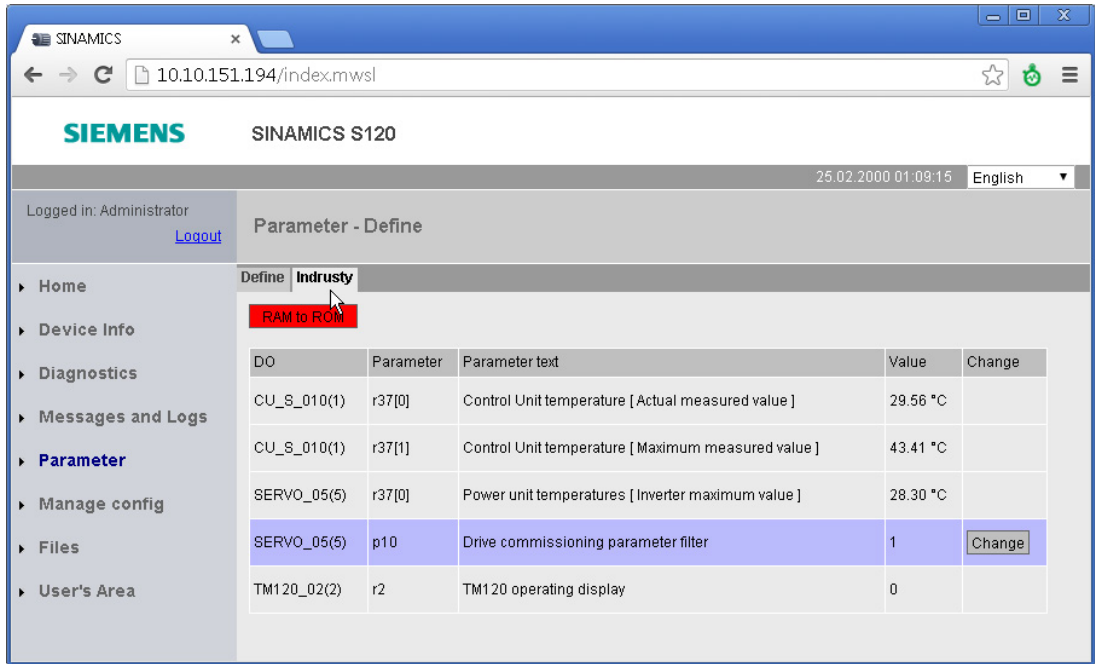 SINAMICS
10.10.151.194/index.mwsl
SIEMENS SINAMICS S120
25.02.2000 01:09:15 English
Logged in: Administrator
Logout
Parameter - Define
Define Indrusty
Home
Device Info
Diagnostics
Messages and Logs
Parameter
Manage config
Files
User's Area
RAM to ROM
DO Parameter Parameter text Value Change
CU_S_010(1) r37[0] Control Unit temperature [ Actual measured value ] 29.56 °C
CU_S_010(1) r37[1] Control Unit temperature [ Maximum measured value ] 43.41 °C
SERVO_05(5) r37[0] Power unit temperatures [ Inverter maximum value ] 28.30 °C
SERVO_05(5) p10 Drive commissioning parameter filter 1 Change
TM120_02(2) r2 TM120 operating display 0